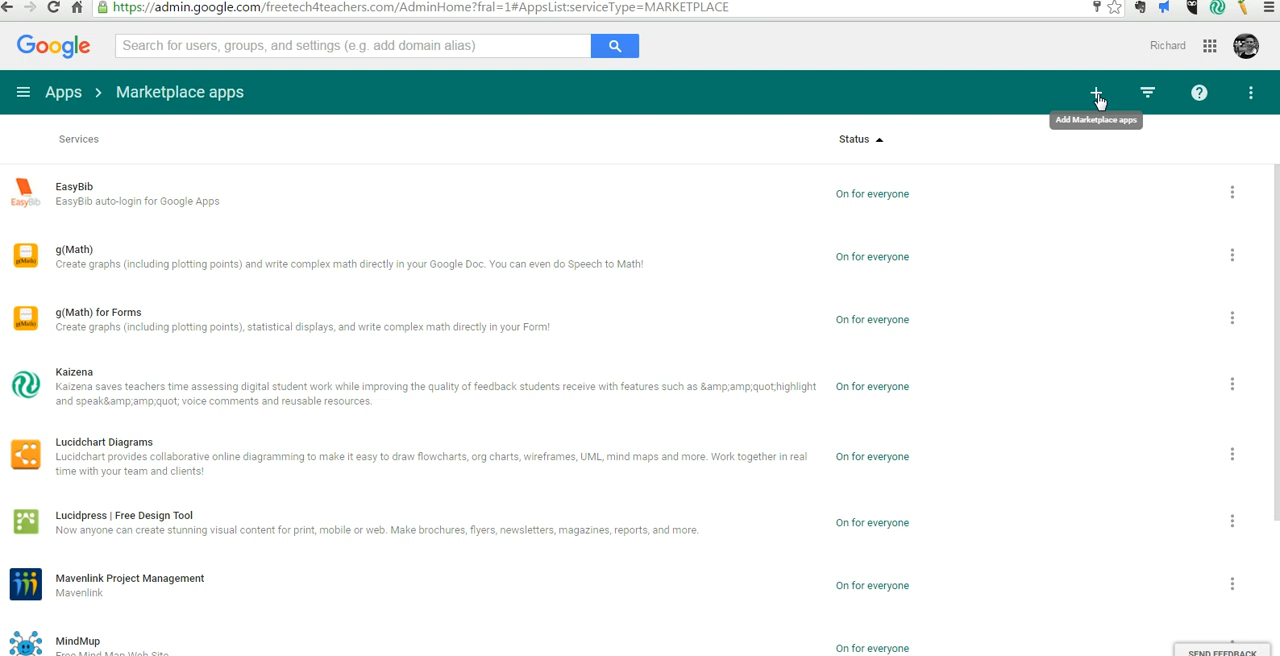 https://admin.google.com/freetech4teachers.com/AdminHome?fral=1#AppsList:serviceType=MARKETPLACE
Google Search for users, groups, and settings (e.g. add domain alias) Richard
Apps > Marketplace apps
Add Marketplace apps
Services Status
EasyBib
EasyBib auto-login for Google Apps
EasyBib
On for everyone
g(Math)
Create graphs (including plotting points) and write complex math directly in your Google Doc. You can even do Speech to Math!
g(Math)
On for everyone
g(Math) for Forms
Create graphs (including plotting points), statistical displays, and write complex math directly in your Form!
g(Math)
On for everyone
Kaizena
Kaizena saves teachers time assessing digital student work while improving the quality of feedback students receive with features such as &amp;amp;quot;highlight
and speak&amp;amp;quot; voice comments and reusable resources.
On for everyone
Lucidchart Diagrams
Lucidchart provides collaborative online diagramming to make it easy to draw flowcharts, org charts, wireframes, UML, mind maps and more. Work together in real
time with your team and clients!
On for everyone
Lucidpress | Free Design Tool
Now anyone can create stunning visual content for print, mobile or web. Make brochures, flyers, newsletters, magazines, reports, and more.
On for everyone
Mavenlink Project Management
Mavenlink
On for everyone
MindMup
Free Mind Map Web Site
On for everyone
SEND FEEDBACK